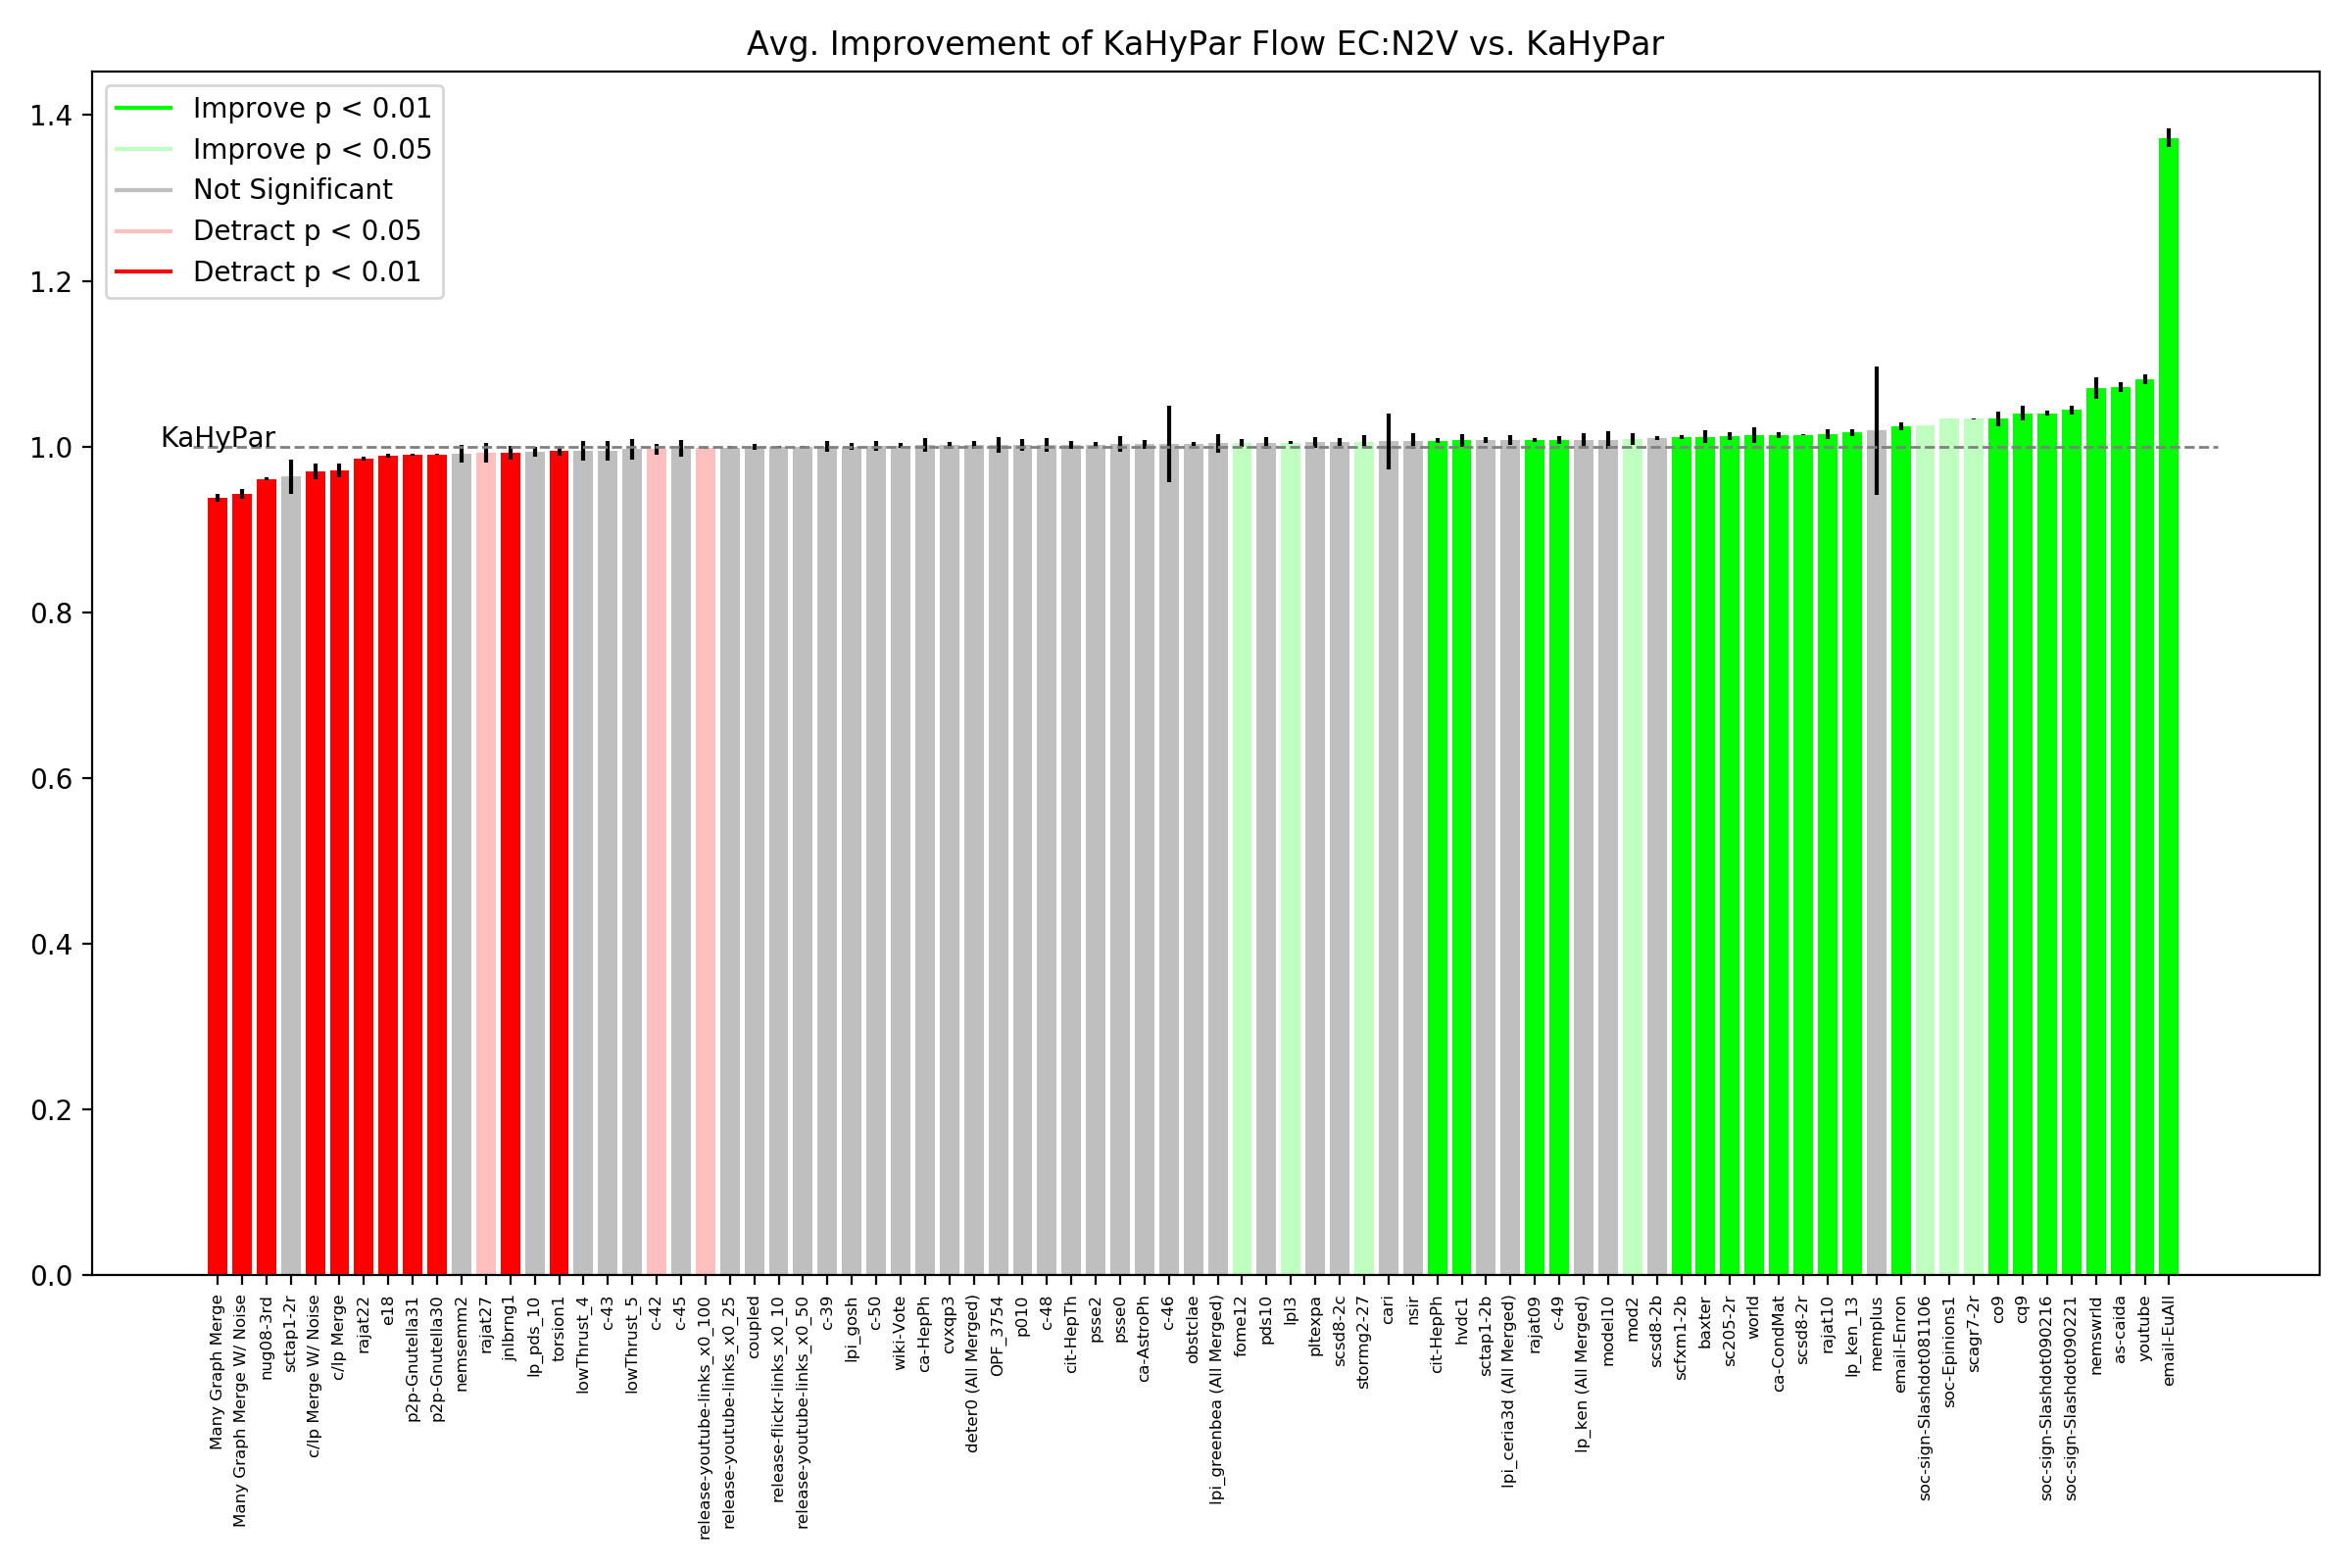 Avg. Improvement of KaHyPar Flow EC:N2V vs. KaHyPar
Improve p < 0.01
Improve p < 0.05
Not Significant
Detract p < 0.05
Detract p < 0.01
1.4
1.2
1.0
0.8
0.6
0.4
0.2
0.0
KaHyPar
Many Graph Merge
Many Graph Merge W/ Noise
nug08-3rd
sctap1-2r
c/lp Merge W/ Noise
c/lp Merge
rajat22
e18
p2p-Gnutella31
p2p-Gnutella30
nemsemm2
rajat27
jnlbrng1
lp_pds_10
torsion1
lowThrust_4
c-43
lowThrust_5
c-42
c-45
release-youtube-links_x0_100
release-youtube-links_x0_25
coupled
release-flickr-links_x0_10
release-youtube-links_x0_50
c-39
lpi_gosh
c-50
wiki-Vote
ca-HepPh
cvxqp3
deter0 (All Merged)
OPF_3754
p010
c-48
cit-HepTh
psse2
psse0
ca-AstroPh
c-46
obstclae
lpi_greenbea (All Merged)
fome12
pds10
lpl3
pltexpa
scsd8-2c
stormg2-27
cari
nsir
cit-HepPh
hvdc1
sctap1-2b
lpi_ceria3d (All Merged)
rajat09
c-49
lp_ken (All Merged)
model10
mod2
scsd8-2b
scfxm1-2b
baxter
sc205-2r
world
ca-CondMat
scsd8-2r
rajat10
lp_ken_13
memplus
email-Enron
soc-sign-Slashdot081106
soc-Epinions1
scagr7-2r
co9
cq9
soc-sign-Slashdot090216
soc-sign-Slashdot090221
nemswrld
as-caida
youtube
email-EuAll